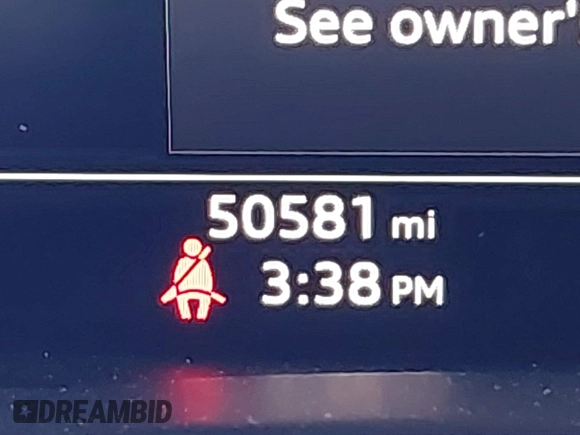 See owner'
50581 mi
3:38 PM
DREAMBID